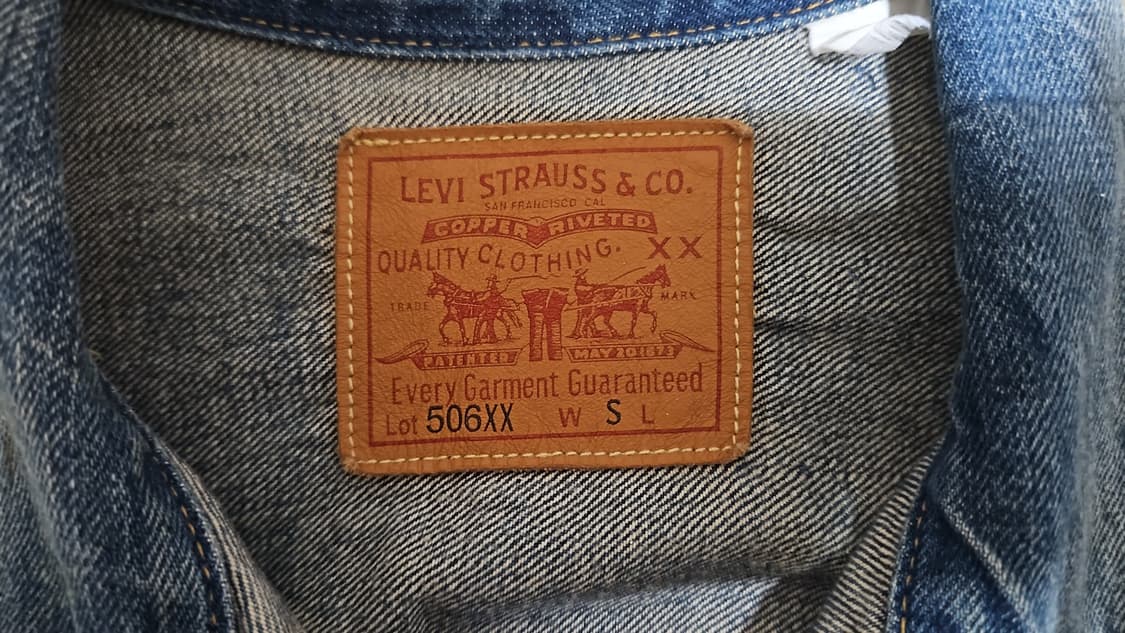 LEVI STRAUSS & CO.
SAN FRANCISCO CAL
COPPER RIVETED
QUALITY CLOTHING. XX
TRADE MARK
PATENTED MAY 20 1873
Every Garment Guaranteed
Lot 506XX W S L